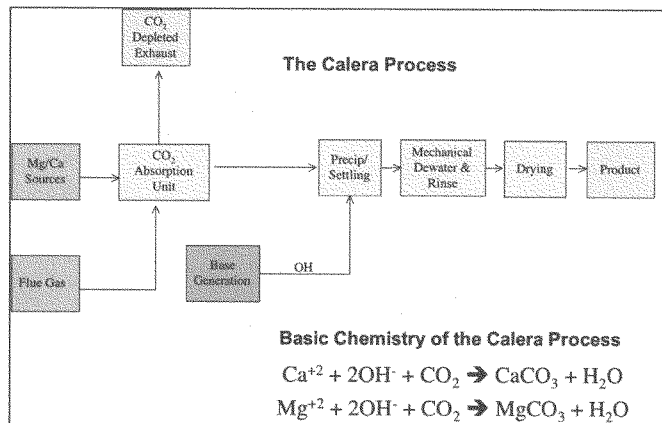 CO₂
Depleted
Exhaust
The Calera Process
Mg/Ca
Sources
CO₂
Absorption
Unit
Precip/
Settling
Mechanical
Dewater &
Rinse
Drying
Product
Flue Gas
Base
Generation
OH
Basic Chemistry of the Calera Process
Ca⁺² + 2OH⁻ + CO₂ ➔ CaCO₃ + H₂O
Mg⁺² + 2OH⁻ + CO₂ ➔ MgCO₃ + H₂O